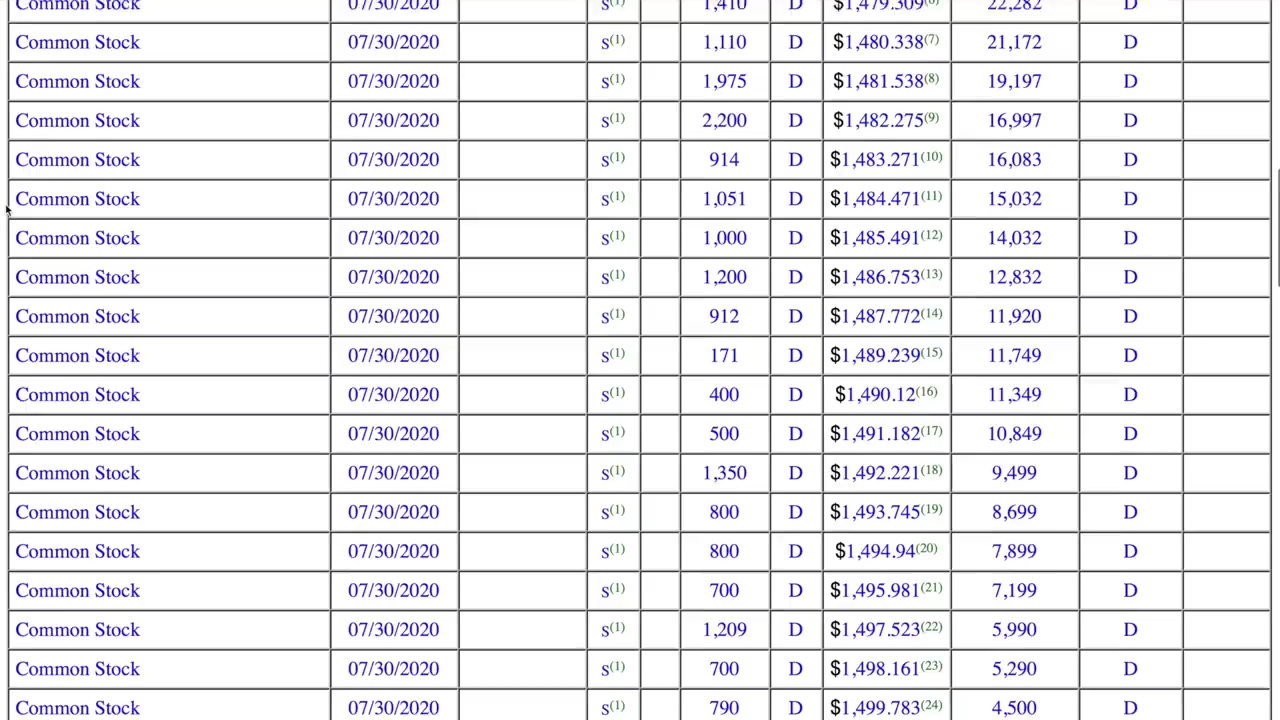 Common Stock 07/30/2020 S(1) 1,410 D $1,479.309(6) 22,282 D
Common Stock 07/30/2020 S(1) 1,110 D $1,480.338(7) 21,172 D
Common Stock 07/30/2020 S(1) 1,975 D $1,481.538(8) 19,197 D
Common Stock 07/30/2020 S(1) 2,200 D $1,482.275(9) 16,997 D
Common Stock 07/30/2020 S(1) 914 D $1,483.271(10) 16,083 D
Common Stock 07/30/2020 S(1) 1,051 D $1,484.471(11) 15,032 D
Common Stock 07/30/2020 S(1) 1,000 D $1,485.491(12) 14,032 D
Common Stock 07/30/2020 S(1) 1,200 D $1,486.753(13) 12,832 D
Common Stock 07/30/2020 S(1) 912 D $1,487.772(14) 11,920 D
Common Stock 07/30/2020 S(1) 171 D $1,489.239(15) 11,749 D
Common Stock 07/30/2020 S(1) 400 D $1,490.12(16) 11,349 D
Common Stock 07/30/2020 S(1) 500 D $1,491.182(17) 10,849 D
Common Stock 07/30/2020 S(1) 1,350 D $1,492.221(18) 9,499 D
Common Stock 07/30/2020 S(1) 800 D $1,493.745(19) 8,699 D
Common Stock 07/30/2020 S(1) 800 D $1,494.94(20) 7,899 D
Common Stock 07/30/2020 S(1) 700 D $1,495.981(21) 7,199 D
Common Stock 07/30/2020 S(1) 1,209 D $1,497.523(22) 5,990 D
Common Stock 07/30/2020 S(1) 700 D $1,498.161(23) 5,290 D
Common Stock 07/30/2020 S(1) 790 D $1,499.783(24) 4,500 D